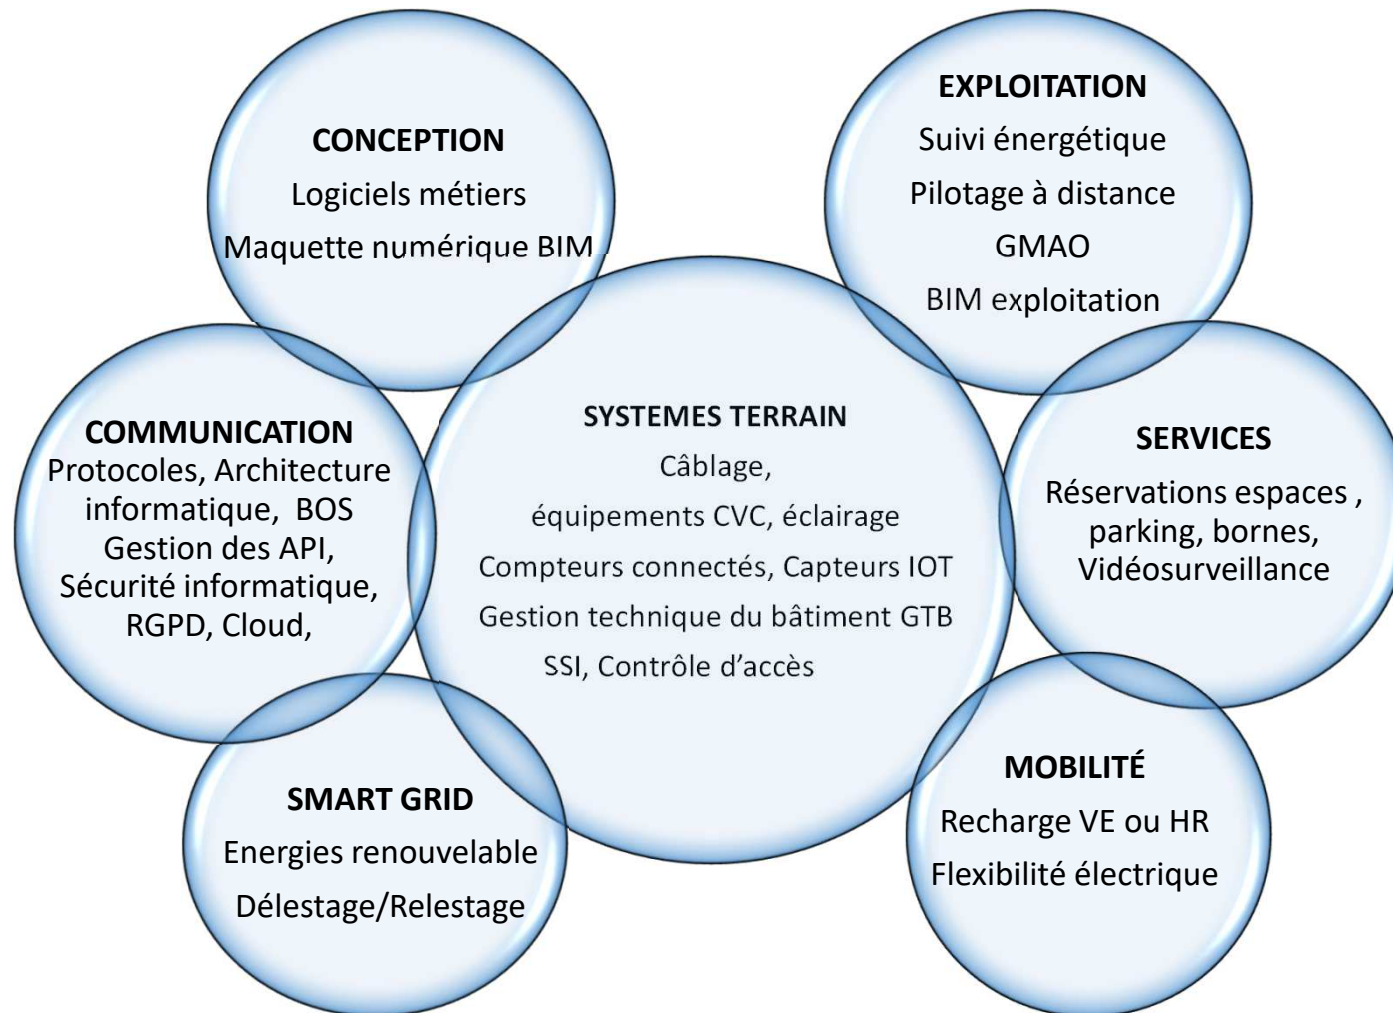 CONCEPTION
Logiciels métiers
Maquette numérique BIM
EXPLOITATION
Suivi énergétique
Pilotage à distance
GMAO
BIM exploitation
COMMUNICATION
Protocoles, Architecture
informatique,  BOS
Gestion des API,
Sécurité informatique,
RGPD, Cloud,
SYSTEMES TERRAIN
Câblage,
équipements CVC, éclairage
Compteurs connectés, Capteurs IOT
Gestion technique du bâtiment GTB
SSI, Contrôle d’accès
SERVICES
Réservations espaces ,
parking, bornes,
Vidéosurveillance
SMART GRID
Energies renouvelable
Délestage/Relestage
MOBILITÉ
Recharge VE ou HR
Flexibilité électrique